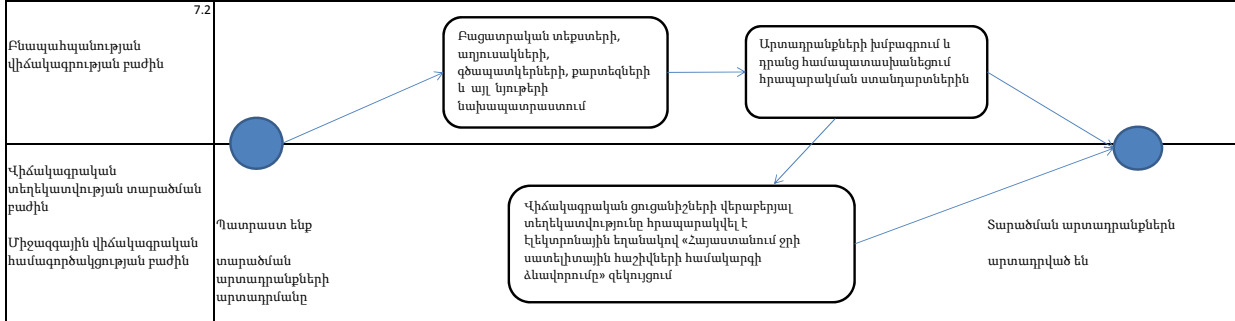 7.2
Բնապահպանության
վիճակագրության բաժին
Բացատրական տեքստերի,
աղյուսակների,
գծապատկերների, քարտեզների
և այլ նյութերի
նախապատրաստում
Արտադրանքների խմբագրում և
դրանց համապատասխանեցում
հրապարակման ստանդարտներին
Վիճակագրական
տեղեկատվության տարածման
բաժին
Միջազգային վիճակագրական
համագործակցության բաժին
Պատրաստ ենք
տարածման
արտադրանքների
արտադրմանը
Վիճակագրական ցուցանիշների վերաբերյալ
տեղեկատվությունը հրապարակվել է
էլեկտրոնային եղանակով «Հայաստանում ջրի
սատելիտային հաշիվների համակարգի
ձևավորումը» զեկույցում
Տարածման արտադրանքներն
արտադրված են